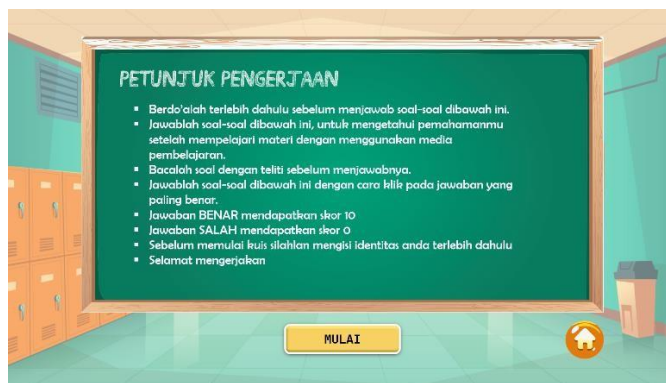 PETUNJUK PENGERJAAN
▪ Berdo'alah terlebih dahulu sebelum menjawab soal-soal dibawah ini.
▪ Jawablah soal-soal dibawah ini, untuk mengetahui pemahamanmu
setelah mempelajari materi dengan menggunakan media
pembelajaran.
▪ Bacalah soal dengan teliti sebelum menjawabnya.
▪ Jawablah soal-soal dibawah ini dengan cara klik pada jawaban yang
paling benar.
▪ Jawaban BENAR mendapatkan skor 10
▪ Jawaban SALAH mendapatkan skor 0
▪ Sebelum memulai kuis silahlan mengisi identitas anda terlebih dahulu
▪ Selamat mengerjakan
MULAI